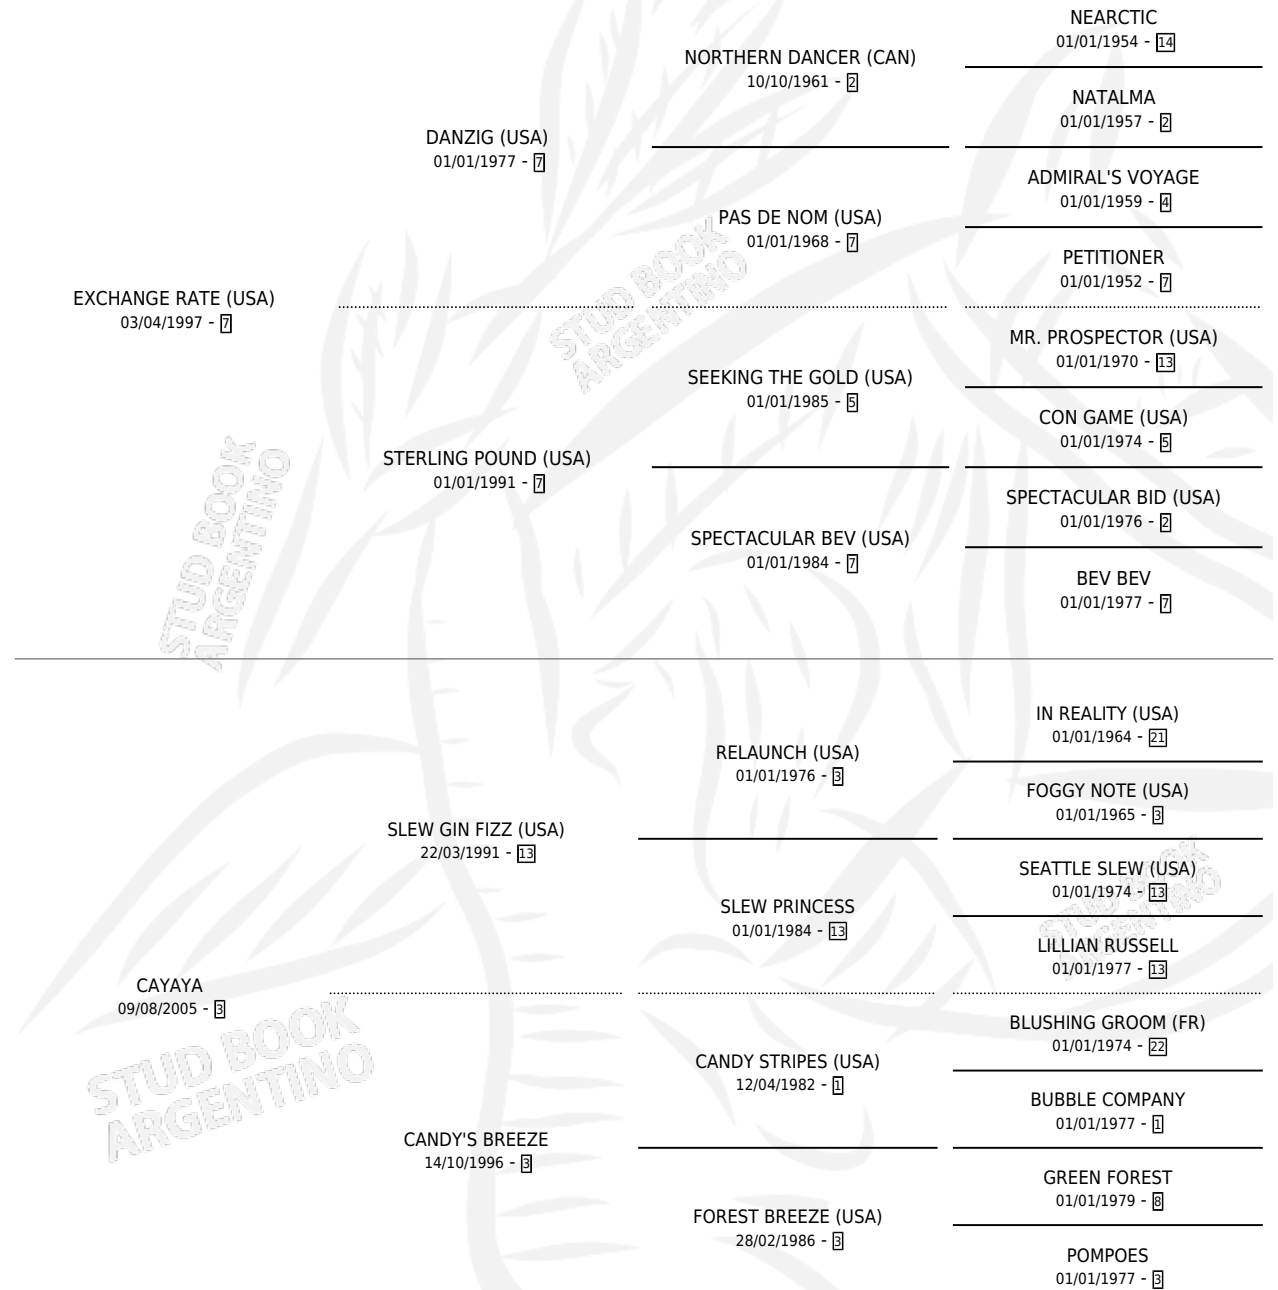 NEARCTIC
01/01/1954 - 14
NORTHERN DANCER (CAN)
10/10/1961 - 2
NATALMA
01/01/1957 - 2
DANZIG (USA)
01/01/1977 - 7
ADMIRAL'S VOYAGE
01/01/1959 - 4
PAS DE NOM (USA)
01/01/1968 - 7
PETITIONER
01/01/1952 - 7
EXCHANGE RATE (USA)
03/04/1997 - 7
STUD BOOK
ARGENTINO
MR. PROSPECTOR (USA)
01/01/1970 - 13
SEEKING THE GOLD (USA)
01/01/1985 - 5
CON GAME (USA)
01/01/1974 - 5
STERLING POUND (USA)
01/01/1991 - 7
SPECTACULAR BID (USA)
01/01/1976 - 2
SPECTACULAR BEV (USA)
01/01/1984 - 7
BEV BEV
01/01/1977 - 7
STUD BOOK
ARGENTINO
IN REALITY (USA)
01/01/1964 - 21
RELAUNCH (USA)
01/01/1976 - 3
FOGGY NOTE (USA)
01/01/1965 - 3
SLEW GIN FIZZ (USA)
22/03/1991 - 13
SEATTLE SLEW (USA)
01/01/1974 - 13
SLEW PRINCESS
01/01/1984 - 13
STUD BOOK
ARGENTINO
LILLIAN RUSSELL
01/01/1977 - 13
CAYAYA
09/08/2005 - 3
STUD BOOK
ARGENTINO
BLUSHING GROOM (FR)
01/01/1974 - 22
CANDY STRIPES (USA)
12/04/1982 - 1
BUBBLE COMPANY
01/01/1977 - 1
CANDY'S BREEZE
14/10/1996 - 3
GREEN FOREST
01/01/1979 - 8
FOREST BREEZE (USA)
28/02/1986 - 3
POMPOES
01/01/1977 - 3